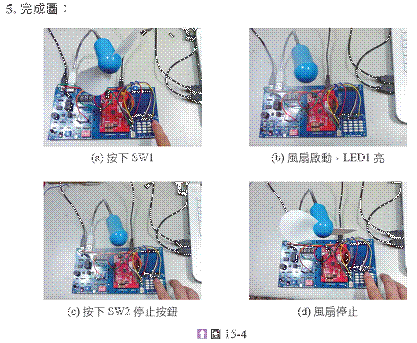 5. 完成圖：
(a) 按下 SW1
(b) 風扇啟動，LED1 亮
(c) 按下 SW2 停止按鈕
(d) 風扇停止
圖 15-4